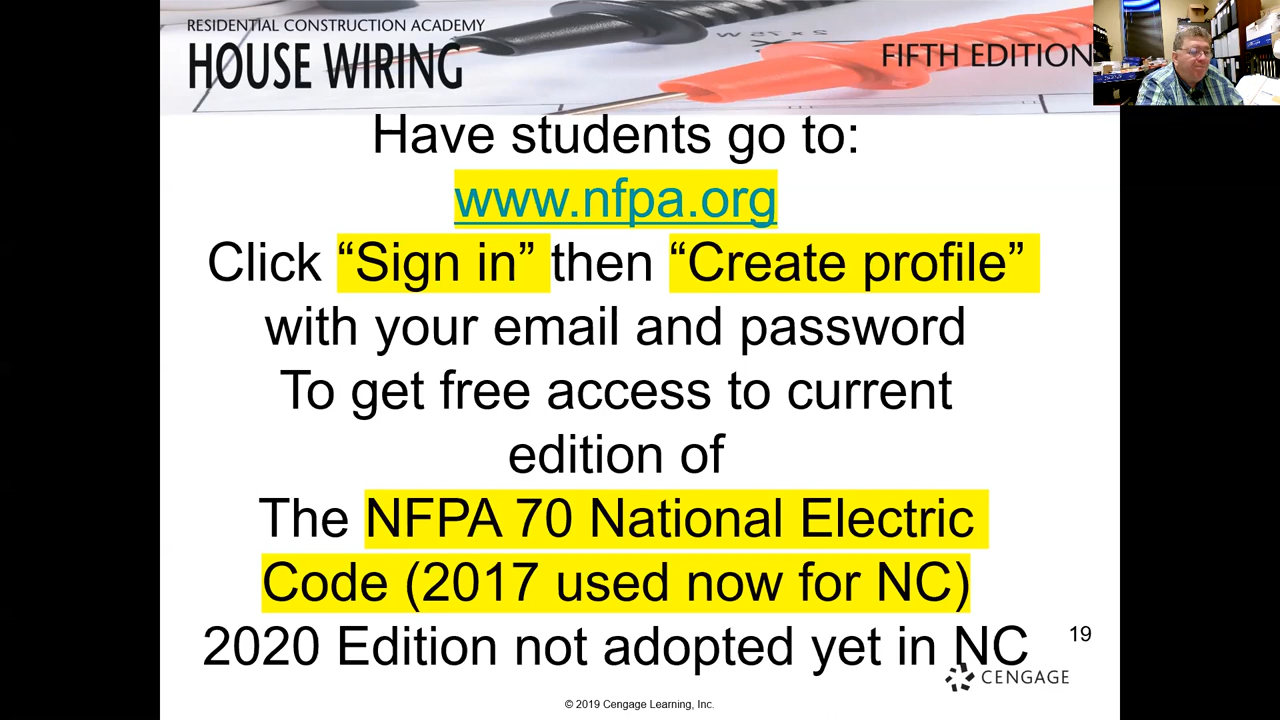 RESIDENTIAL CONSTRUCTION ACADEMY
HOUSE WIRING
FIFTH EDITION
2 x 75 W
Have students go to:
www.nfpa.org
Click “Sign in” then “Create profile”
with your email and password
To get free access to current
edition of
The NFPA 70 National Electric
Code (2017 used now for NC)
2020 Edition not adopted yet in NC
19
CENGAGE
© 2019 Cengage Learning, Inc.